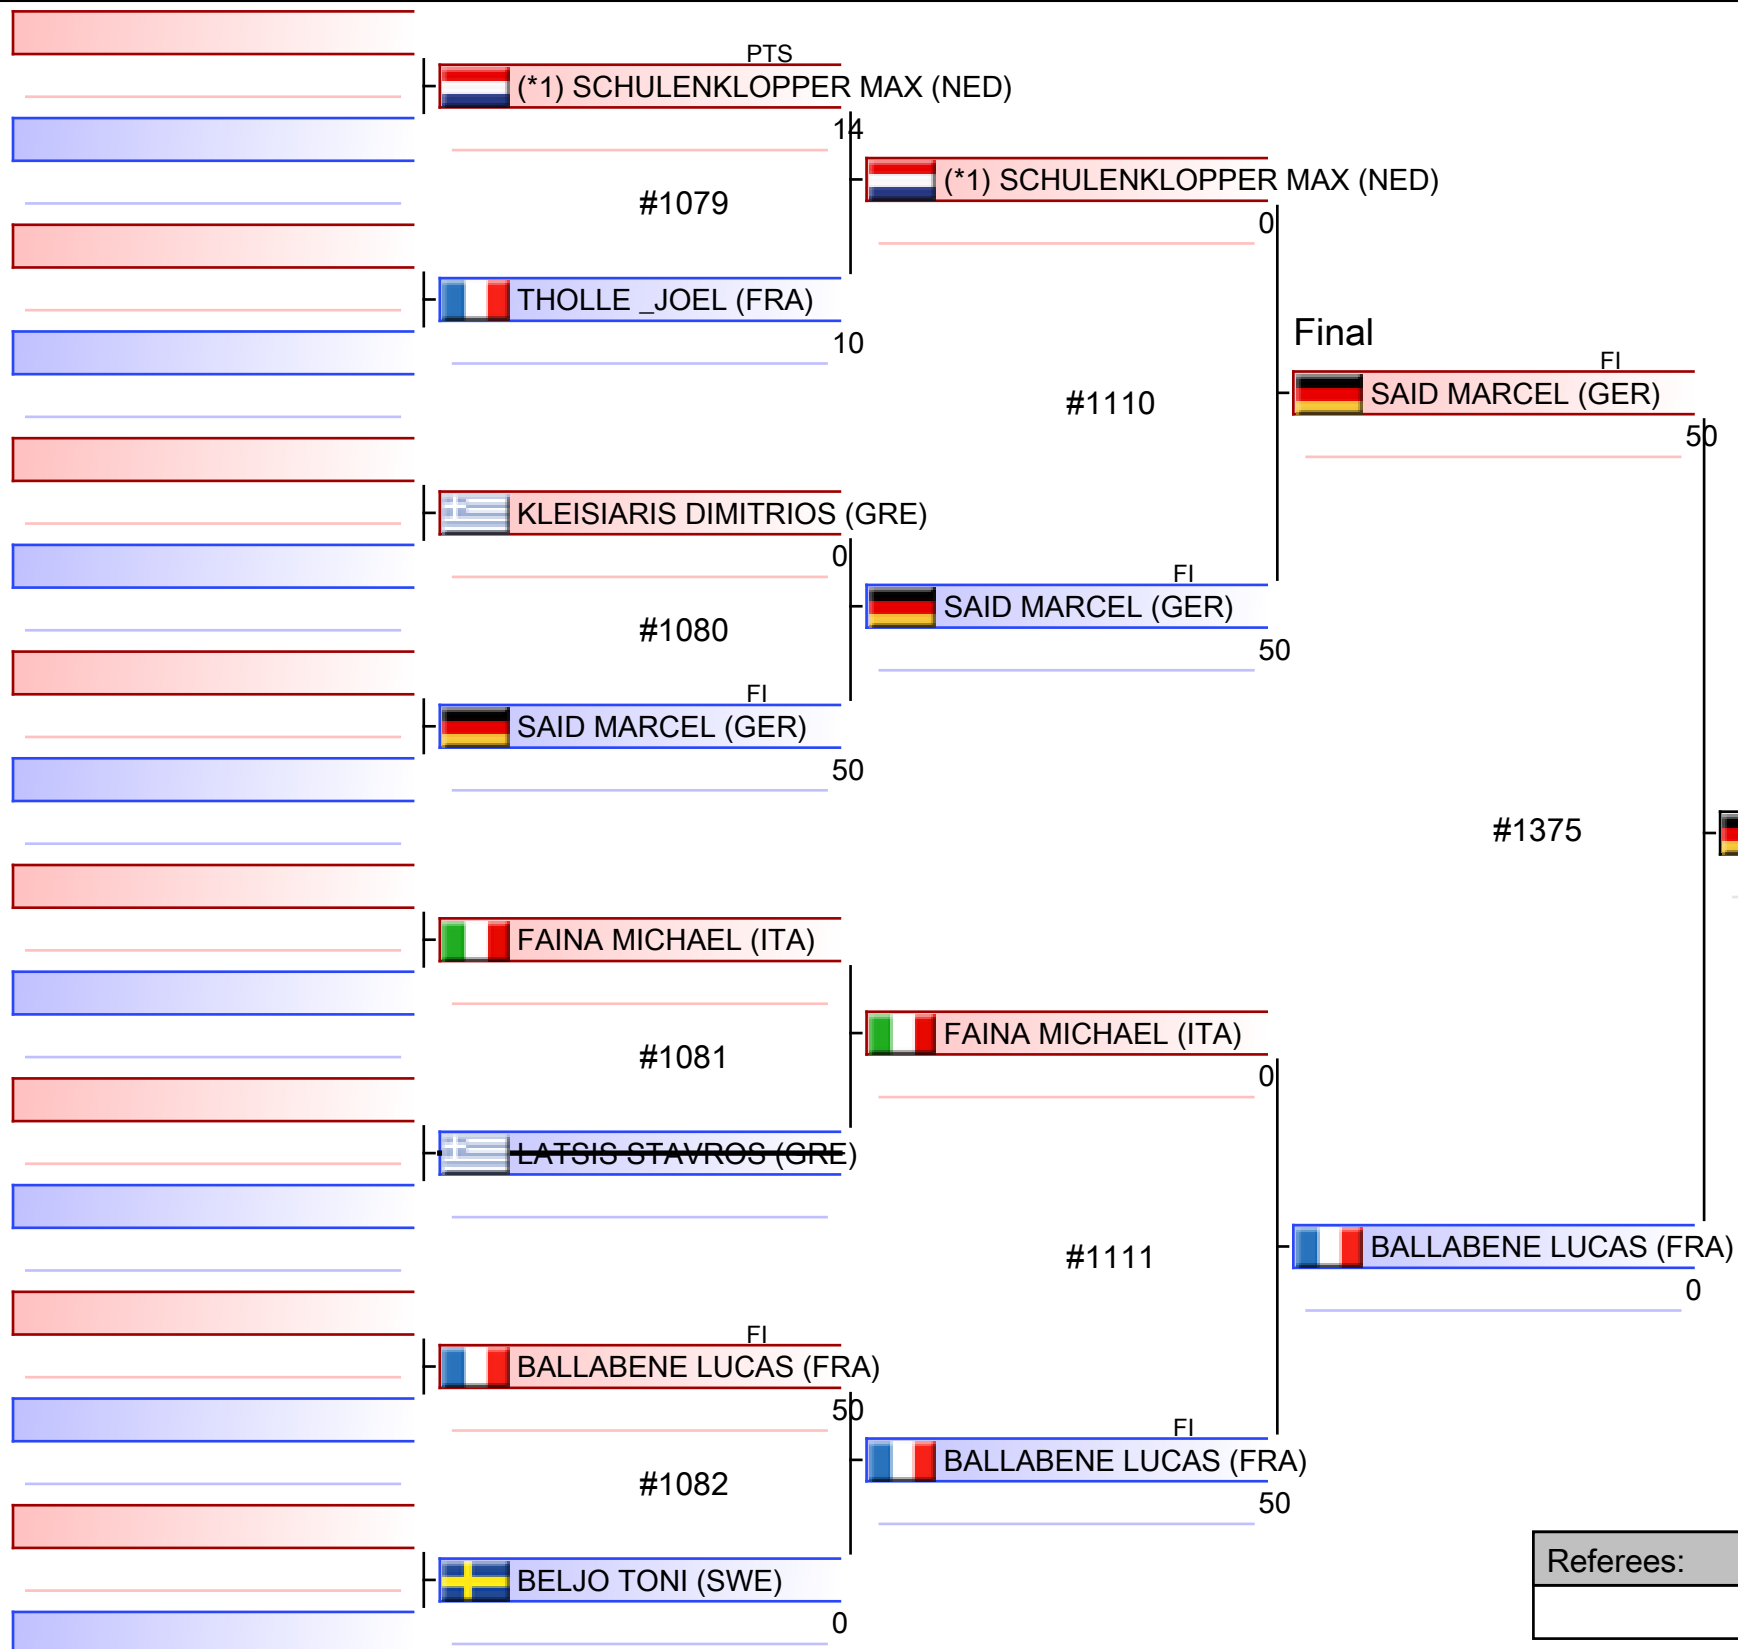 PTS
(*1) SCHULENKLOPPER MAX (NED)
14
#1079
THOLLE _JOEL (FRA)
10
KLEISIARIS DIMITRIOS (GRE)
0
#1080
FI
SAID MARCEL (GER)
50
FAINA MICHAEL (ITA)
#1081
LATSIS STAVROS (GRE)
FI
BALLABENE LUCAS (FRA)
50
#1082
BELJO TONI (SWE)
0
(*1) SCHULENKLOPPER MAX (NED)
0
#1110
FI
SAID MARCEL (GER)
50
FAINA MICHAEL (ITA)
0
#1111
FI
BALLABENE LUCAS (FRA)
50
Final
FI
SAID MARCEL (GER)
50
#1375
BALLABENE LUCAS (FRA)
0
Referees: